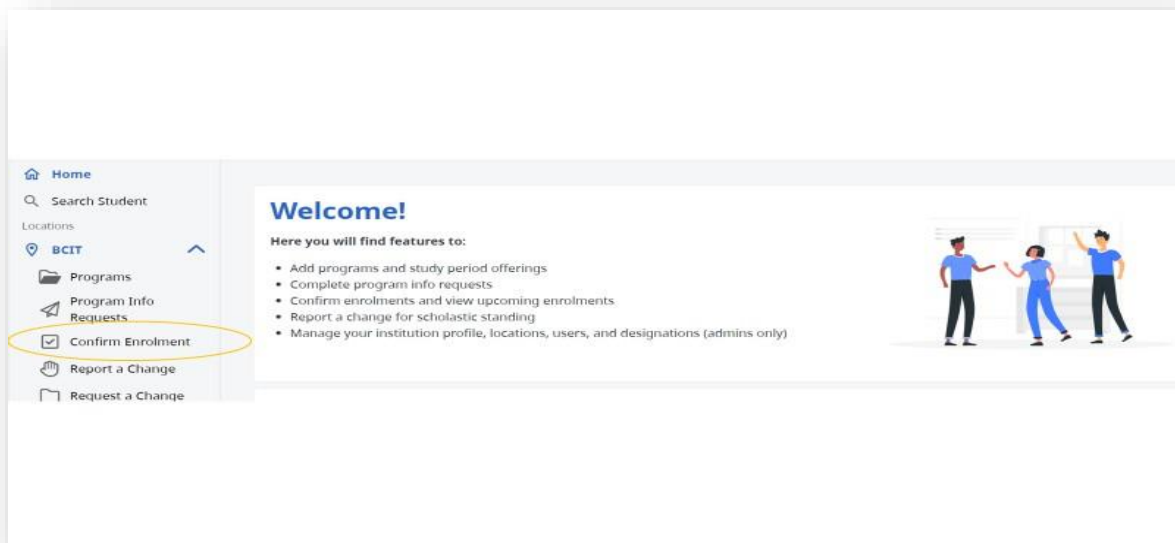 Home
Search Student
Locations
BCIT
Programs
Program Info
Requests
Confirm Enrolment
Report a Change
Request a Change
Welcome!
Here you will find features to:
• Add programs and study period offerings
• Complete program info requests
• Confirm enrolments and view upcoming enrolments
• Report a change for scholastic standing
• Manage your institution profile, locations, users, and designations (admins only)